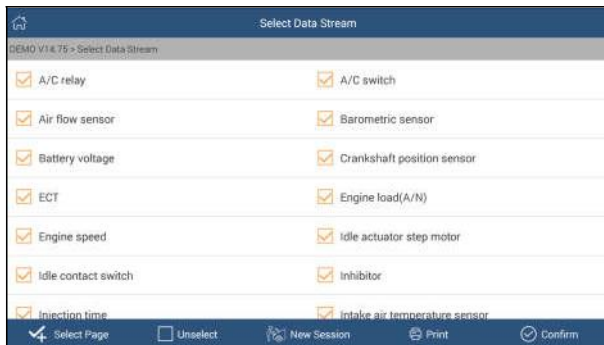 Select Data Stream
DEMO V14.75 > Select Data Stream
A/C relay
A/C switch
Air flow sensor
Barometric sensor
Battery voltage
Crankshaft position sensor
ECT
Engine load(A/N)
Engine speed
Idle actuator step motor
Idle contact switch
Inhibitor
Injection time
Intake air temperature sensor
Select Page
Unselect
New Session
Print
Confirm